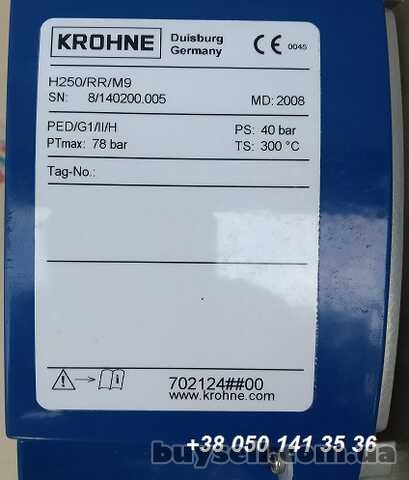 KROHNE Duisburg Germany CE 0045
H250/RR/M9
SN: 8/140200.005 MD: 2008
PED/G1/II/H PS: 40 bar
PTmax: 78 bar TS: 300 °C
Tag-No.:
702124##00
www.krohne.com
+38 050 141 35 36
buysell.com.ua